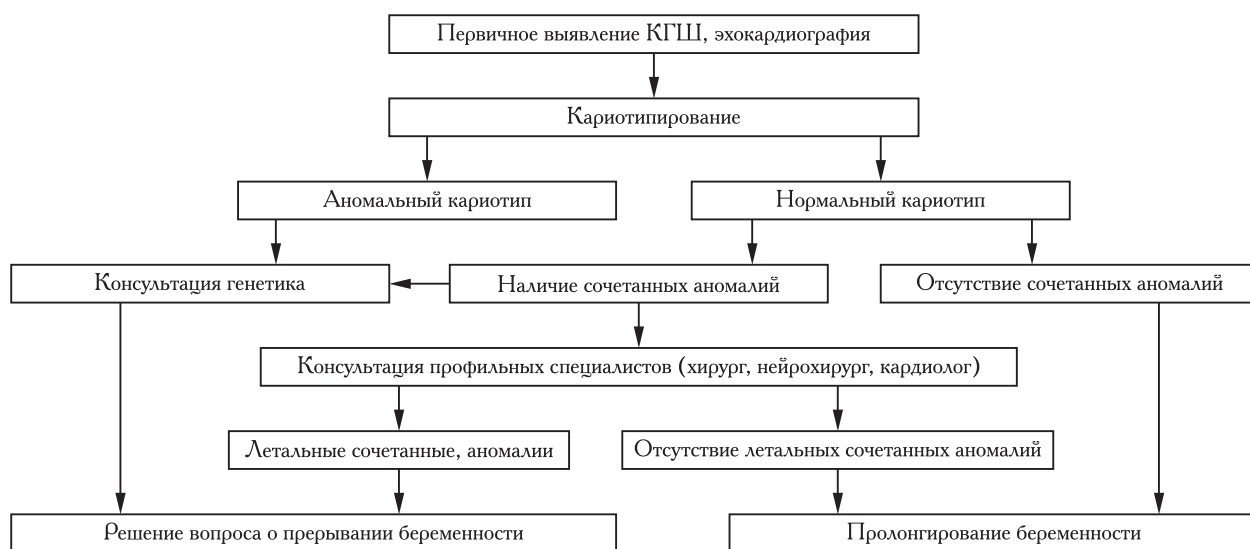 Первичное выявление КГШ, эхокардиография
Кариотипирование
Аномальный кариотип
Нормальный кариотип
Консультация генетика
Наличие сочетанных аномалий
Отсутствие сочетанных аномалий
Консультация профильных специалистов (хирург, нейрохирург, кардиолог)
Летальные сочетанные, аномалии
Отсутствие летальных сочетанных аномалий
Решение вопроса о прерывании беременности
Пролонгирование беременности